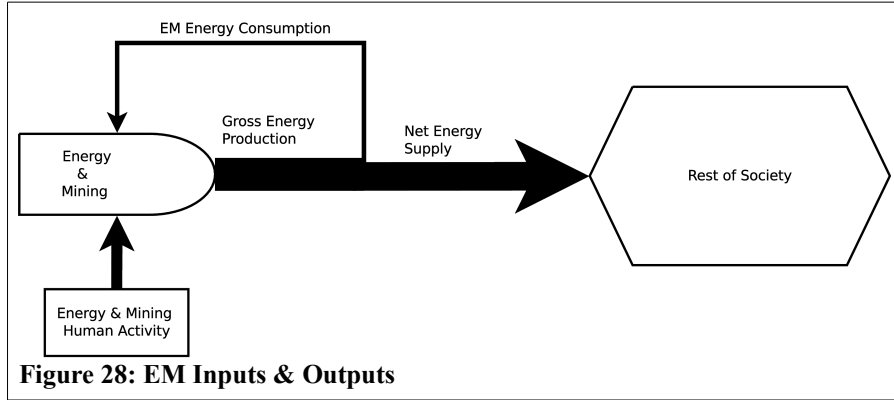 EM Energy Consumption
Gross Energy
Production
Net Energy
Supply
Energy
&
Mining
Rest of Society
Energy & Mining
Human Activity
Figure 28: EM Inputs & Outputs